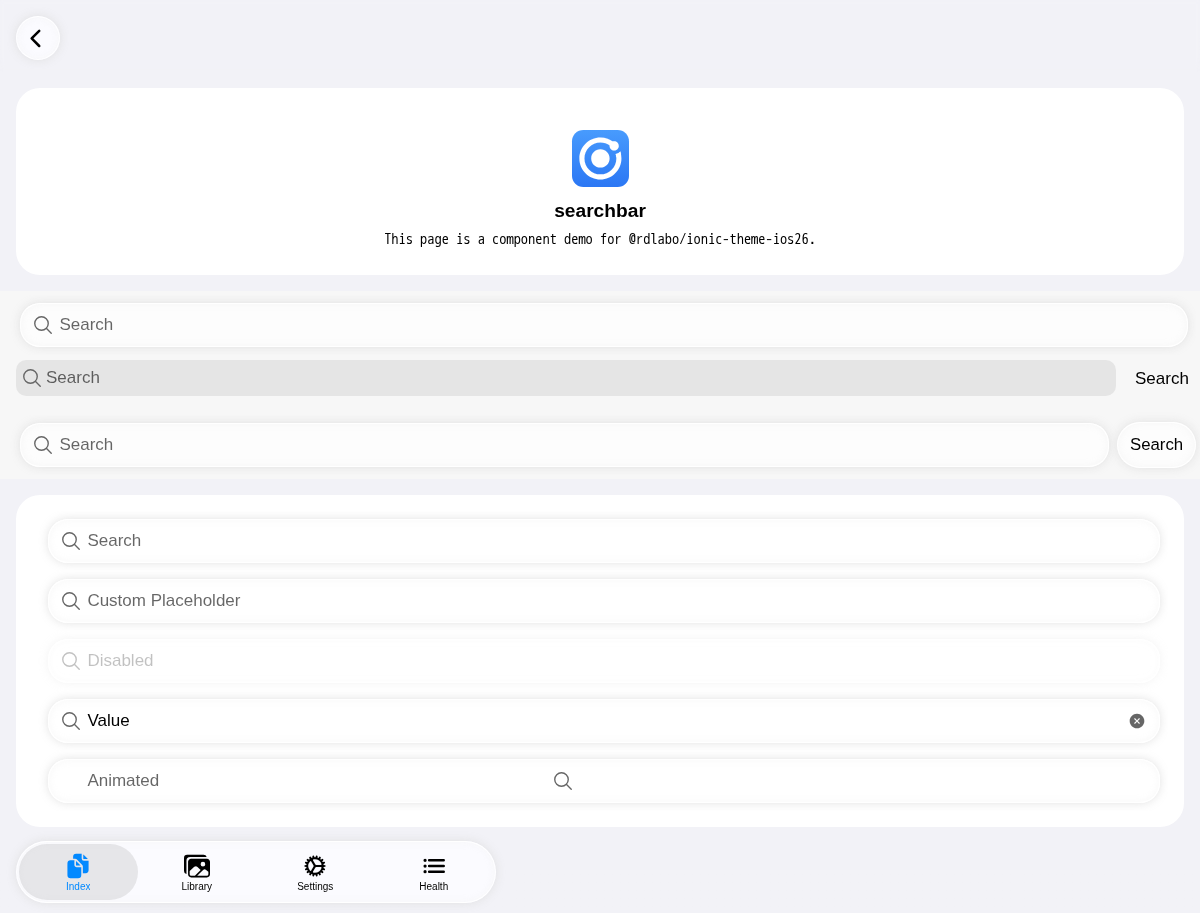 searchbar
This page is a component demo for @rdlabo/ionic-theme-ios26.
Search
Search Search
Search Search
Search
Custom Placeholder
Disabled
Value
Animated
Index Library Settings Health